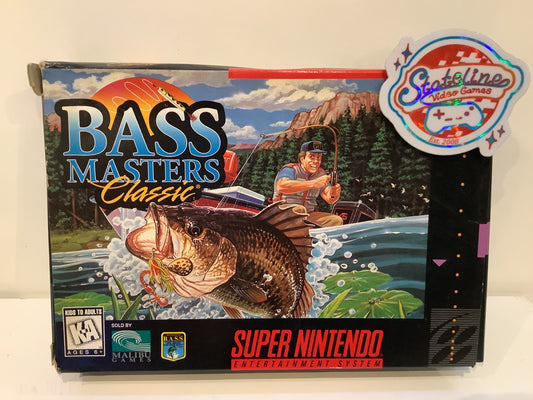 Stateline
Video Games
Est. 2008
BASS
MASTERS
Classic
KIDS TO ADULTS
K-A
AGES 6+
SOLD BY
MALIBU
GAMES
BASS
SUPER NINTENDO
ENTERTAINMENT SYSTEM